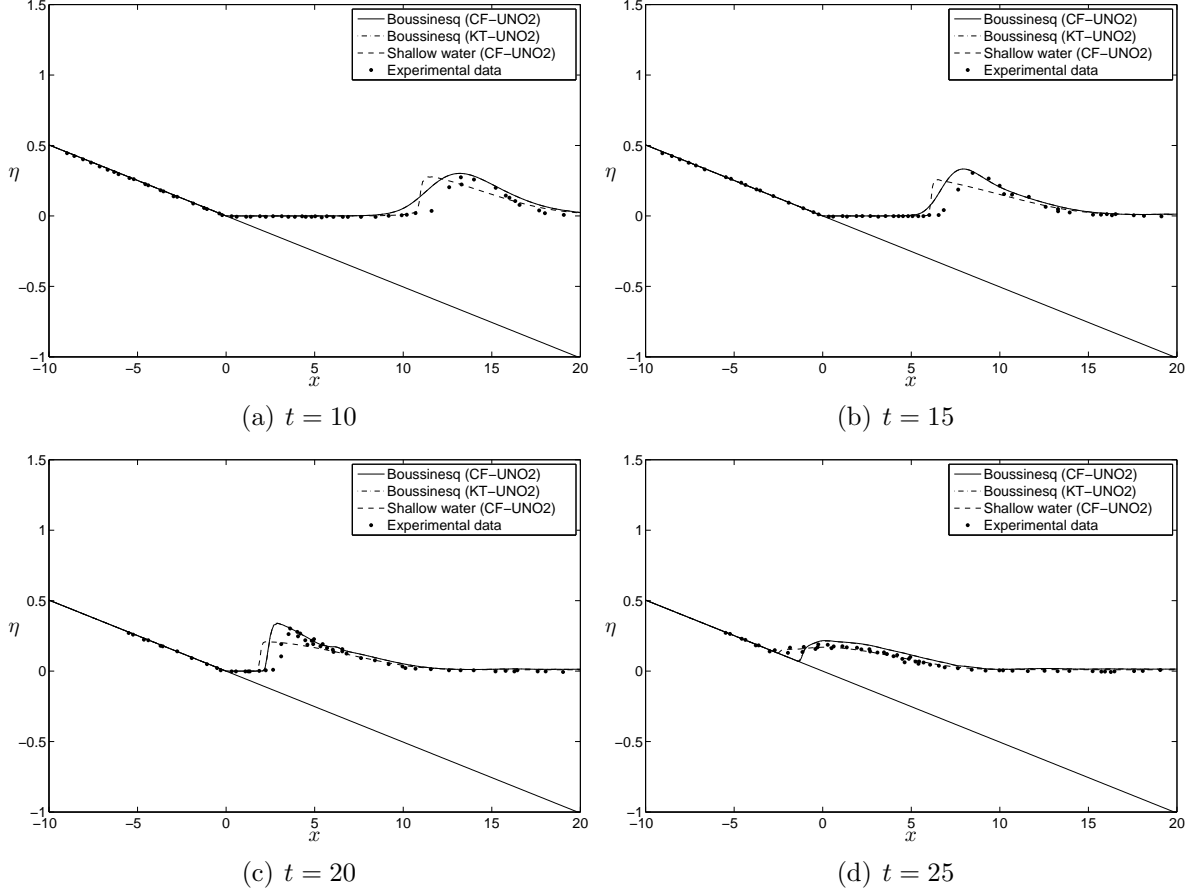 1.5
Boussinesq (CF−UNO2)
Boussinesq (KT−UNO2)
Shallow water (CF−UNO2)
Experimental data
1
0.5
η
0
−0.5
−1
−10 −5 0 5 10 15 20
x
(a) t = 10
1.5
Boussinesq (CF−UNO2)
Boussinesq (KT−UNO2)
Shallow water (CF−UNO2)
Experimental data
1
0.5
η
0
−0.5
−1
−10 −5 0 5 10 15 20
x
(b) t = 15
1.5
Boussinesq (CF−UNO2)
Boussinesq (KT−UNO2)
Shallow water (CF−UNO2)
Experimental data
1
0.5
η
0
−0.5
−1
−10 −5 0 5 10 15 20
x
(c) t = 20
1.5
Boussinesq (CF−UNO2)
Boussinesq (KT−UNO2)
Shallow water (CF−UNO2)
Experimental data
1
0.5
η
0
−0.5
−1
−10 −5 0 5 10 15 20
x
(d) t = 25